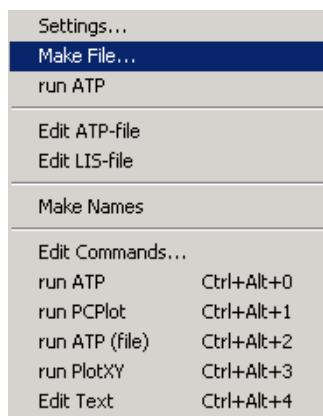 Settings...
Make File...
run ATP
Edit ATP-file
Edit LIS-file
Make Names
Edit Commands...
run ATP Ctrl+Alt+0
run PCPlot Ctrl+Alt+1
run ATP (file) Ctrl+Alt+2
run PlotXY Ctrl+Alt+3
Edit Text Ctrl+Alt+4